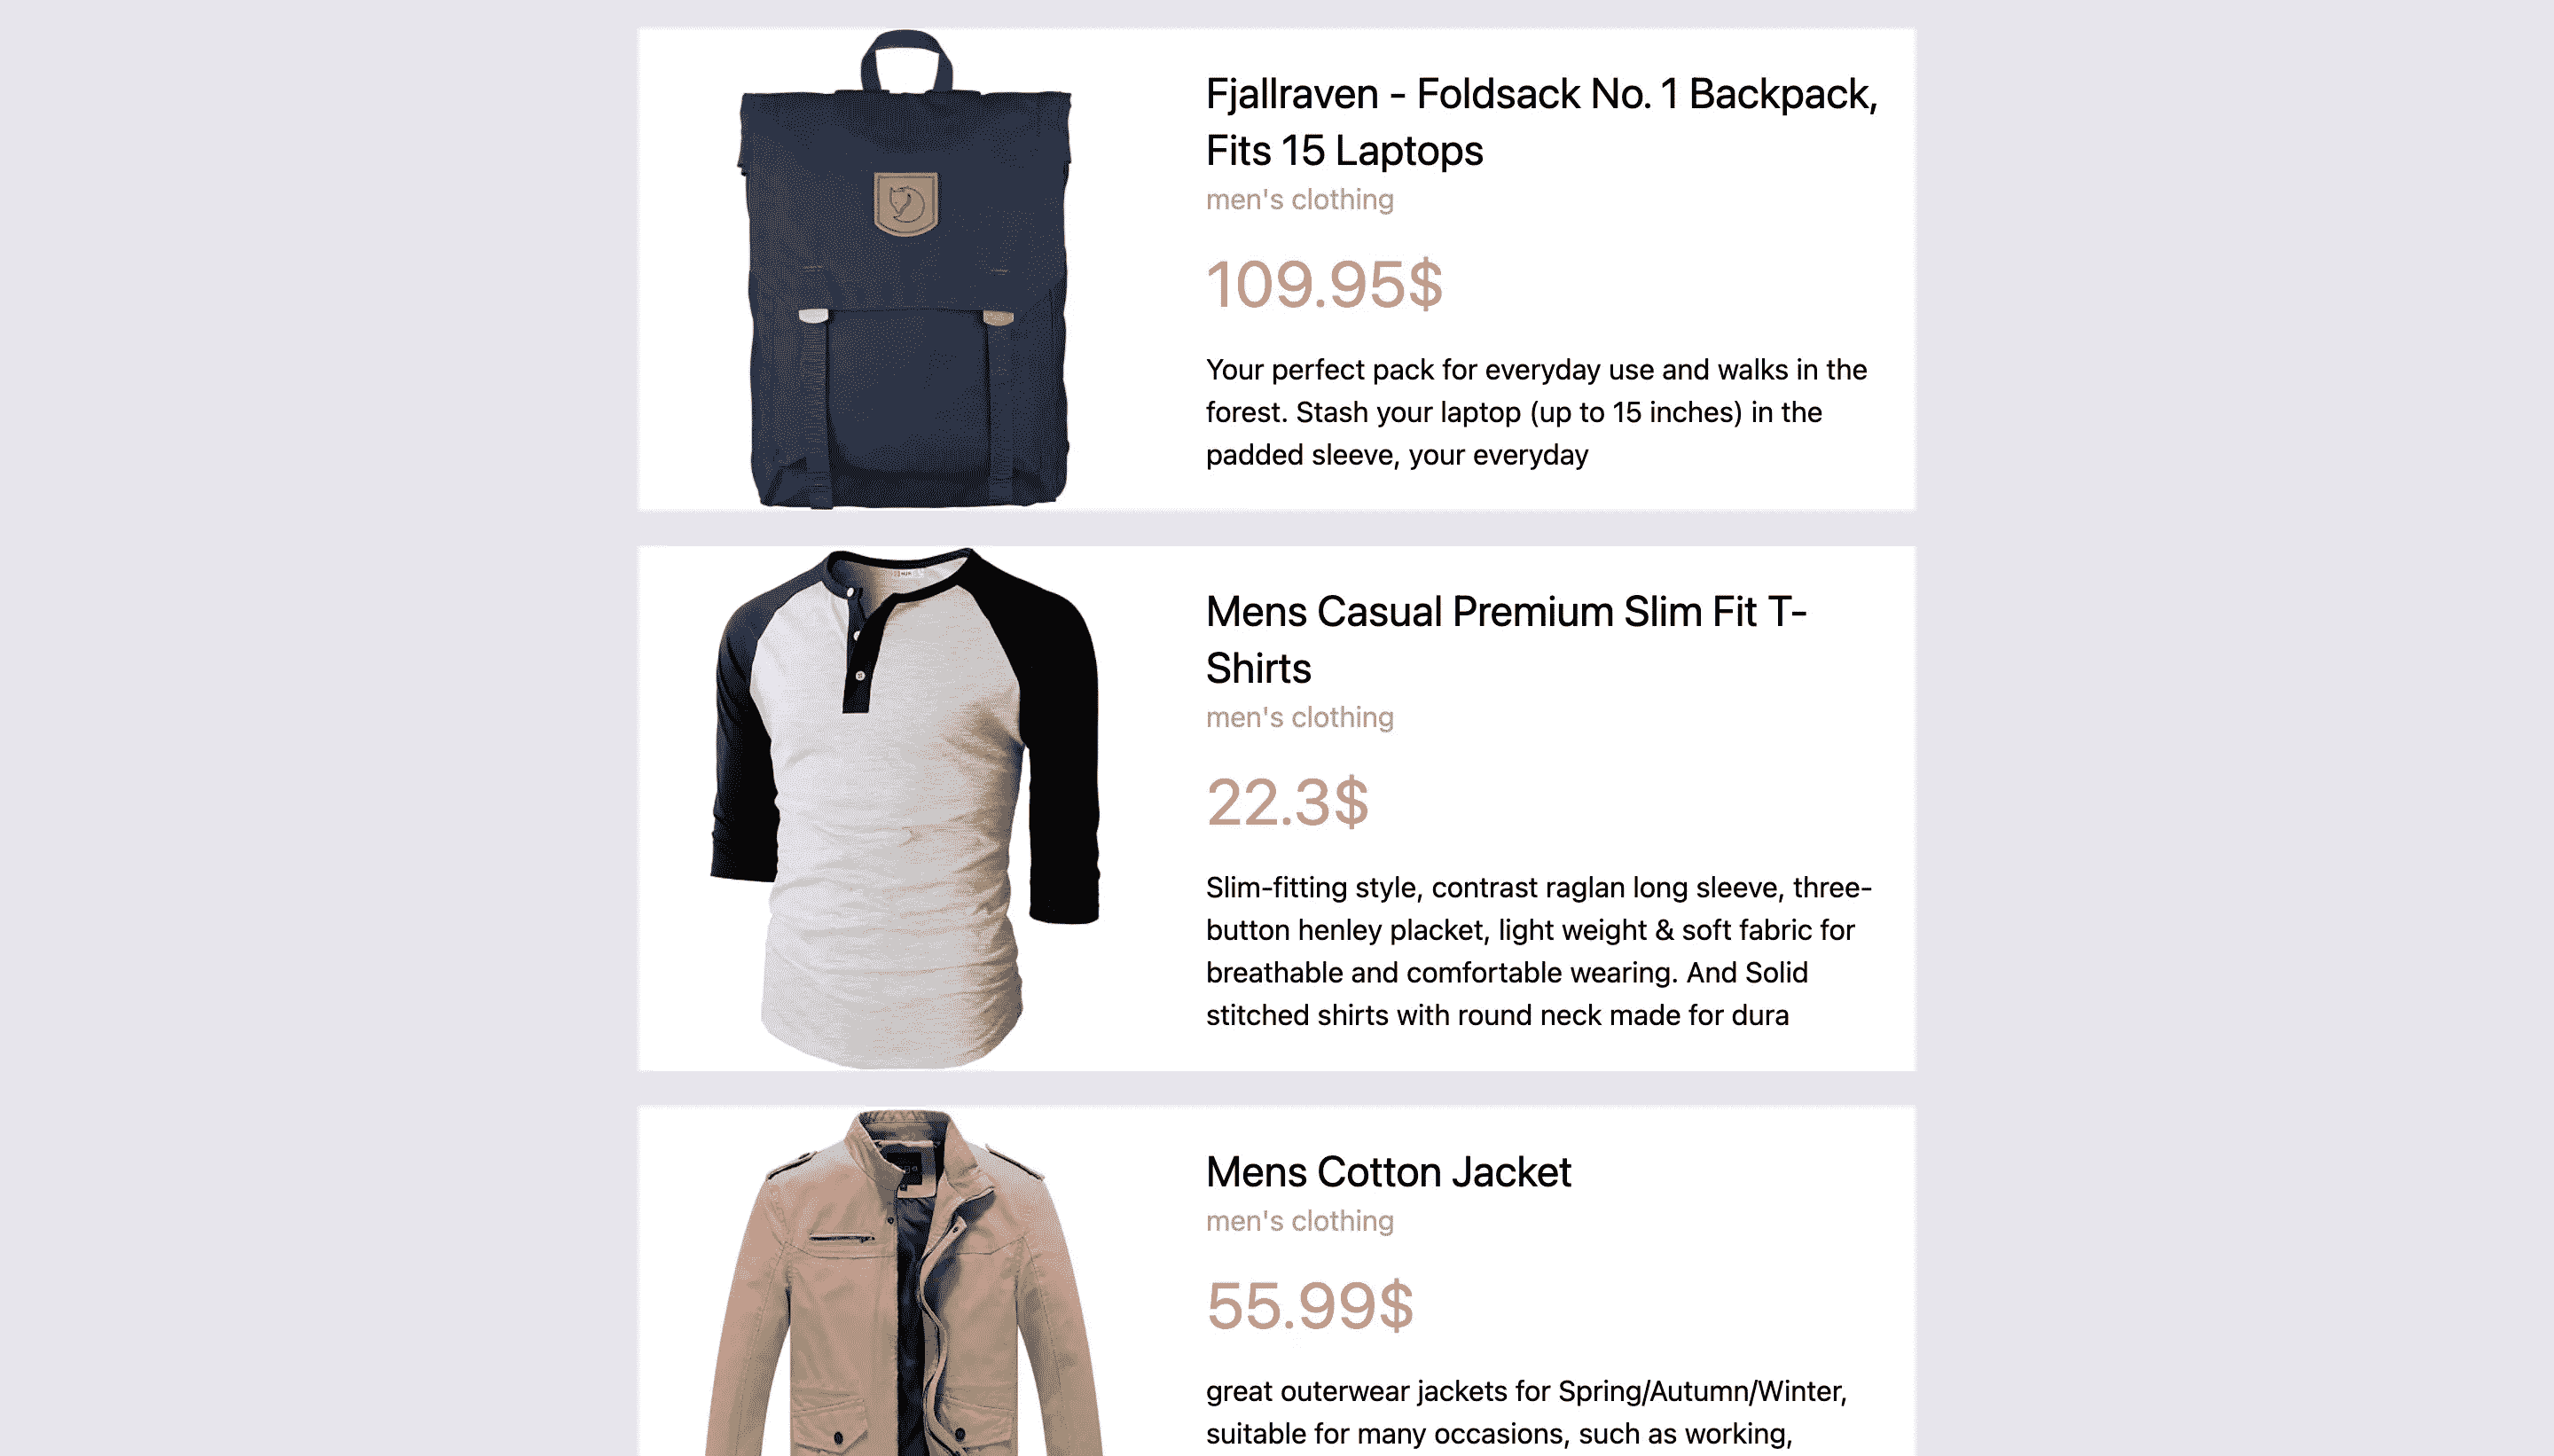 Fjallraven - Foldsack No. 1 Backpack,
Fits 15 Laptops
men's clothing
109.95$
Your perfect pack for everyday use and walks in the
forest. Stash your laptop (up to 15 inches) in the
padded sleeve, your everyday
Mens Casual Premium Slim Fit T-
Shirts
men's clothing
22.3$
Slim-fitting style, contrast raglan long sleeve, three-
button henley placket, light weight & soft fabric for
breathable and comfortable wearing. And Solid
stitched shirts with round neck made for dura
Mens Cotton Jacket
men's clothing
55.99$
great outerwear jackets for Spring/Autumn/Winter,
suitable for many occasions, such as working,